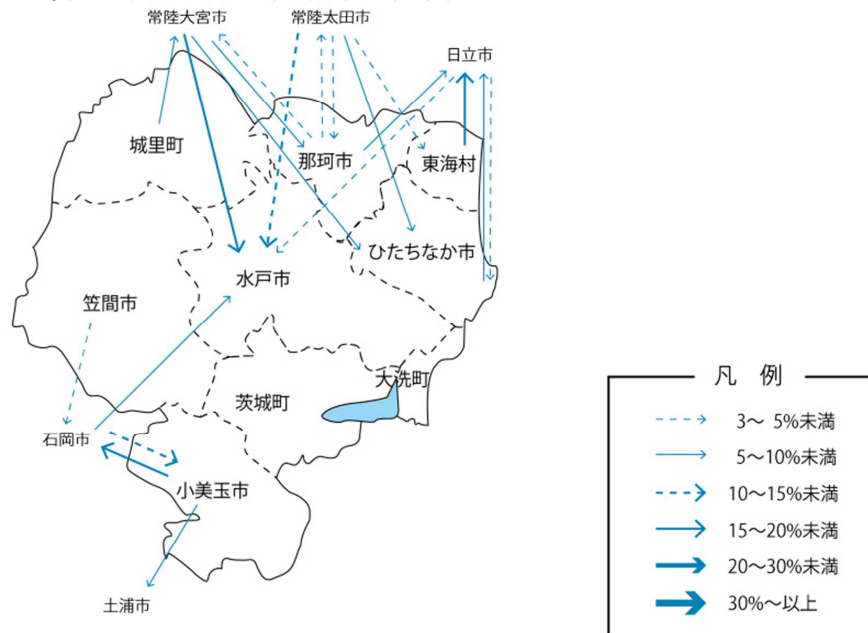 常陸大宮市
常陸太田市
日立市
城里町
那珂市
東海村
ひたちなか市
水戸市
笠間市
大洗町
茨城町
石岡市
小美玉市
土浦市
凡 例
3～ 5%未満
5～10%未満
10～15%未満
15～20%未満
20～30%未満
30%～以上